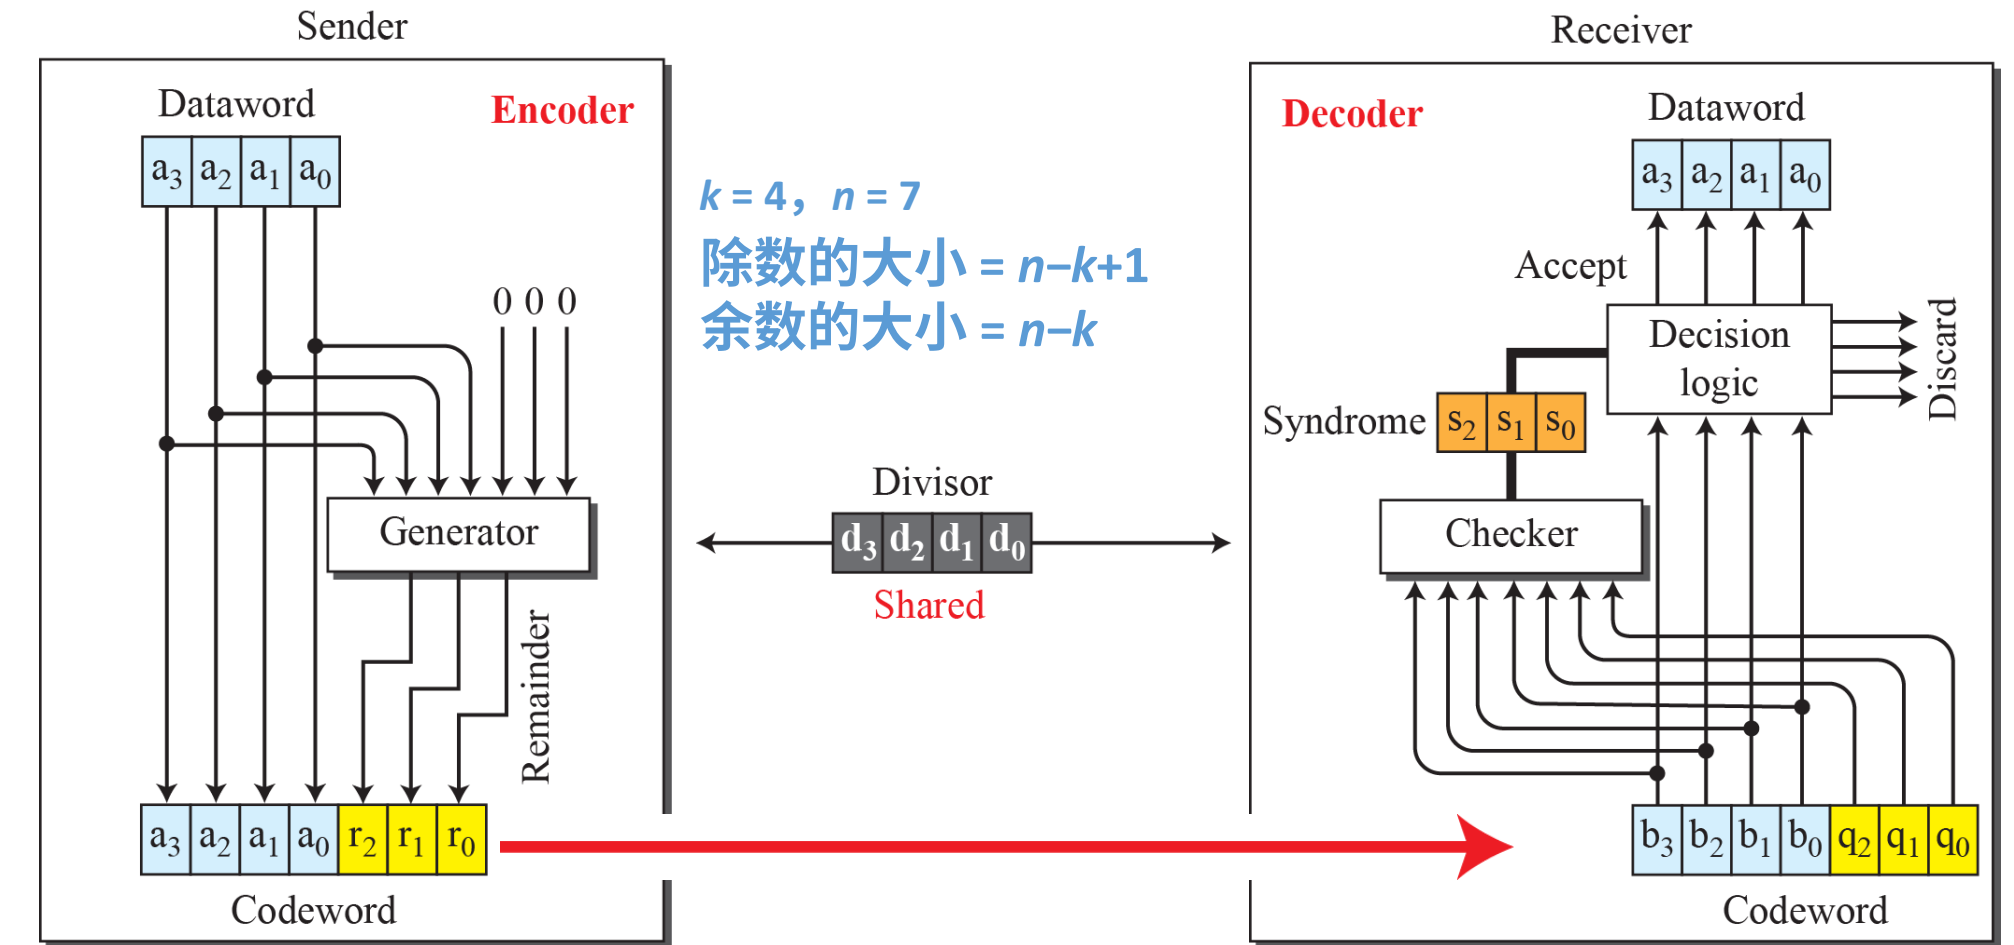 Sender
Receiver
Dataword
Encoder
a3 a2 a1 a0
k = 4，n = 7
除数的大小 = n–k+1
余数的大小 = n–k
0 0 0
Generator
Remainder
a3 a2 a1 a0 r2 r1 r0
Codeword
Divisor
d3 d2 d1 d0
Shared
Decoder
Dataword
a3 a2 a1 a0
Accept
Decision
logic
Discard
Syndrome
s2 s1 s0
Checker
b3 b2 b1 b0 q2 q1 q0
Codeword